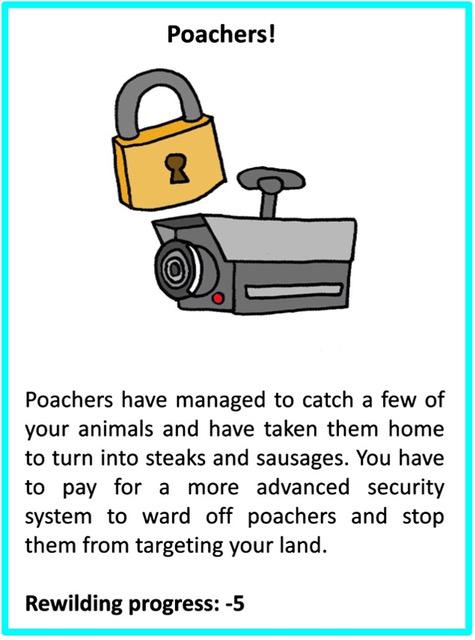 Poachers!
Poachers have managed to catch a few of
your animals and have taken them home
to turn into steaks and sausages. You have
to pay for a more advanced security
system to ward off poachers and stop
them from targeting your land.
Rewilding progress: -5